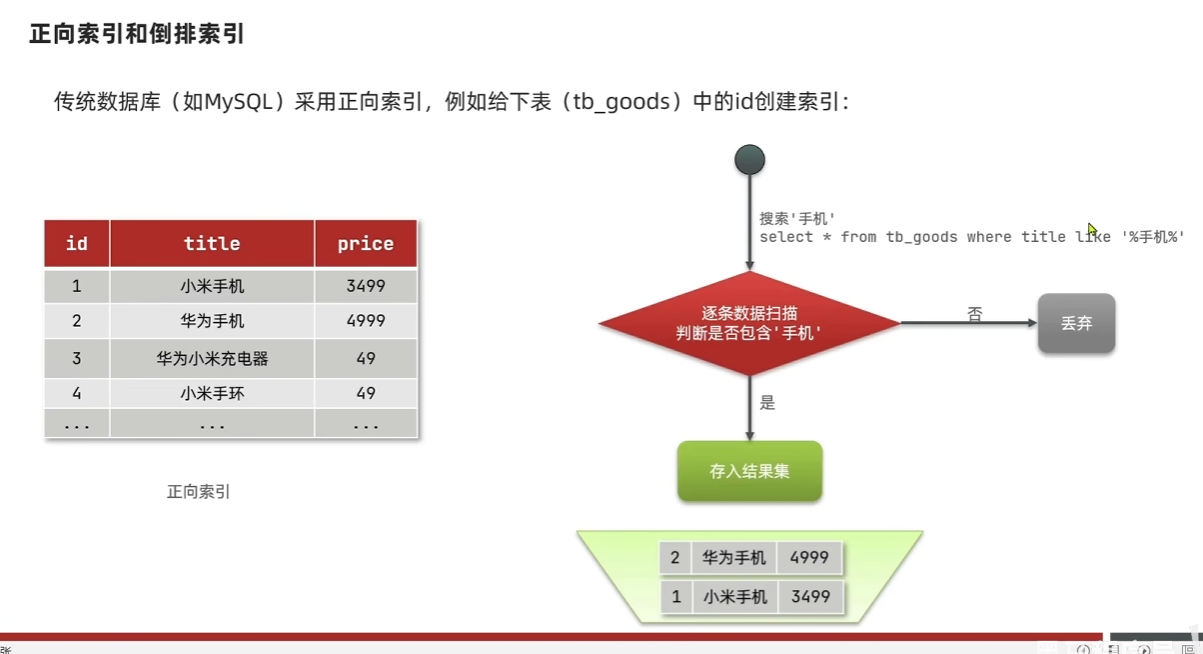 正向索引和倒排索引
传统数据库（如MySQL）采用正向索引，例如给下表（tb_goods）中的id创建索引：
id title price
1 小米手机 3499
2 华为手机 4999
3 华为小米充电器 49
4 小米手环 49
... ... ...
正向索引
搜索'手机'
select * from tb_goods where title like '%手机%'
逐条数据扫描
判断是否包含'手机'
否
丢弃
是
存入结果集
2 华为手机 4999
1 小米手机 3499